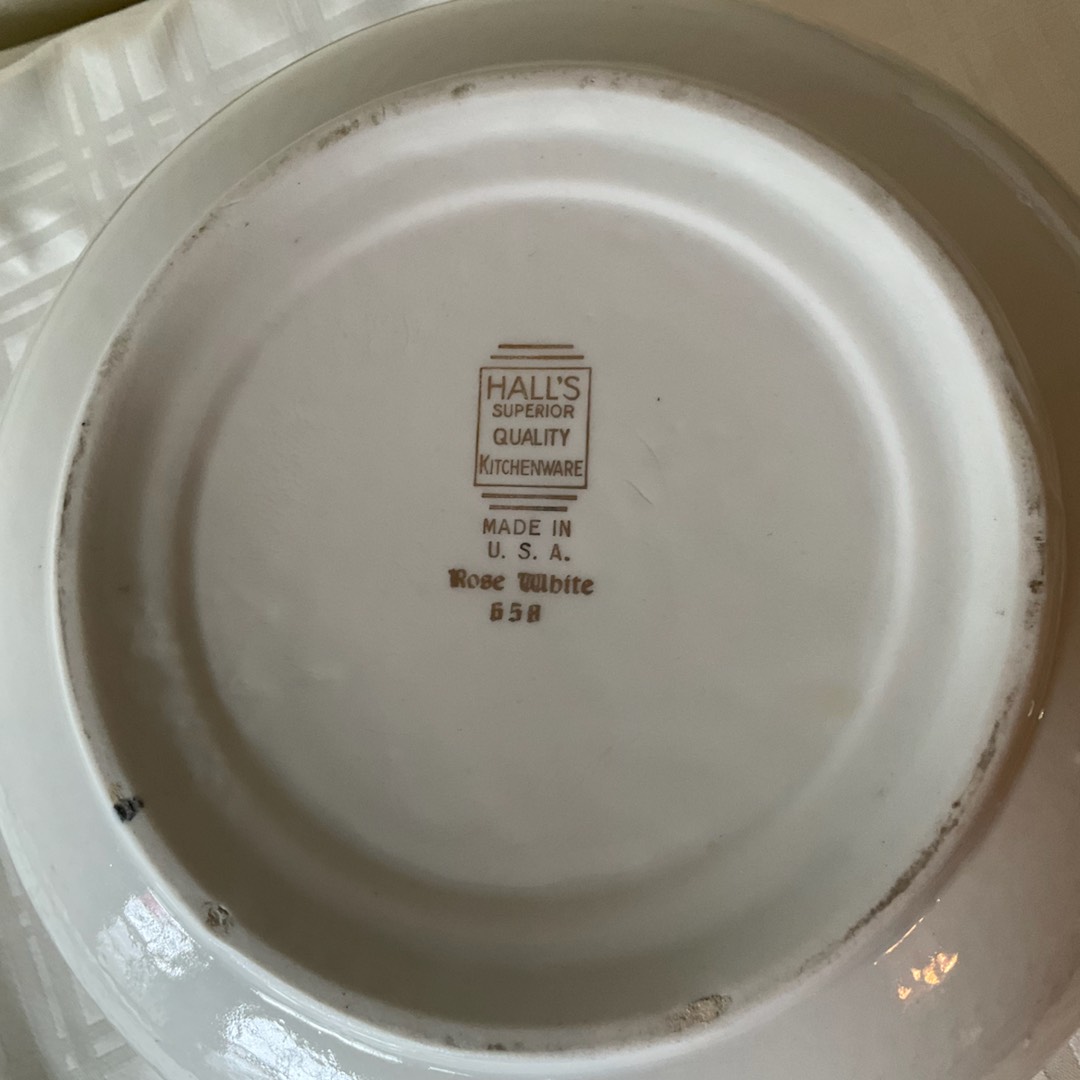 HALL'S
SUPERIOR
QUALITY
KITCHENWARE
MADE IN
U. S. A.
Rose White
658